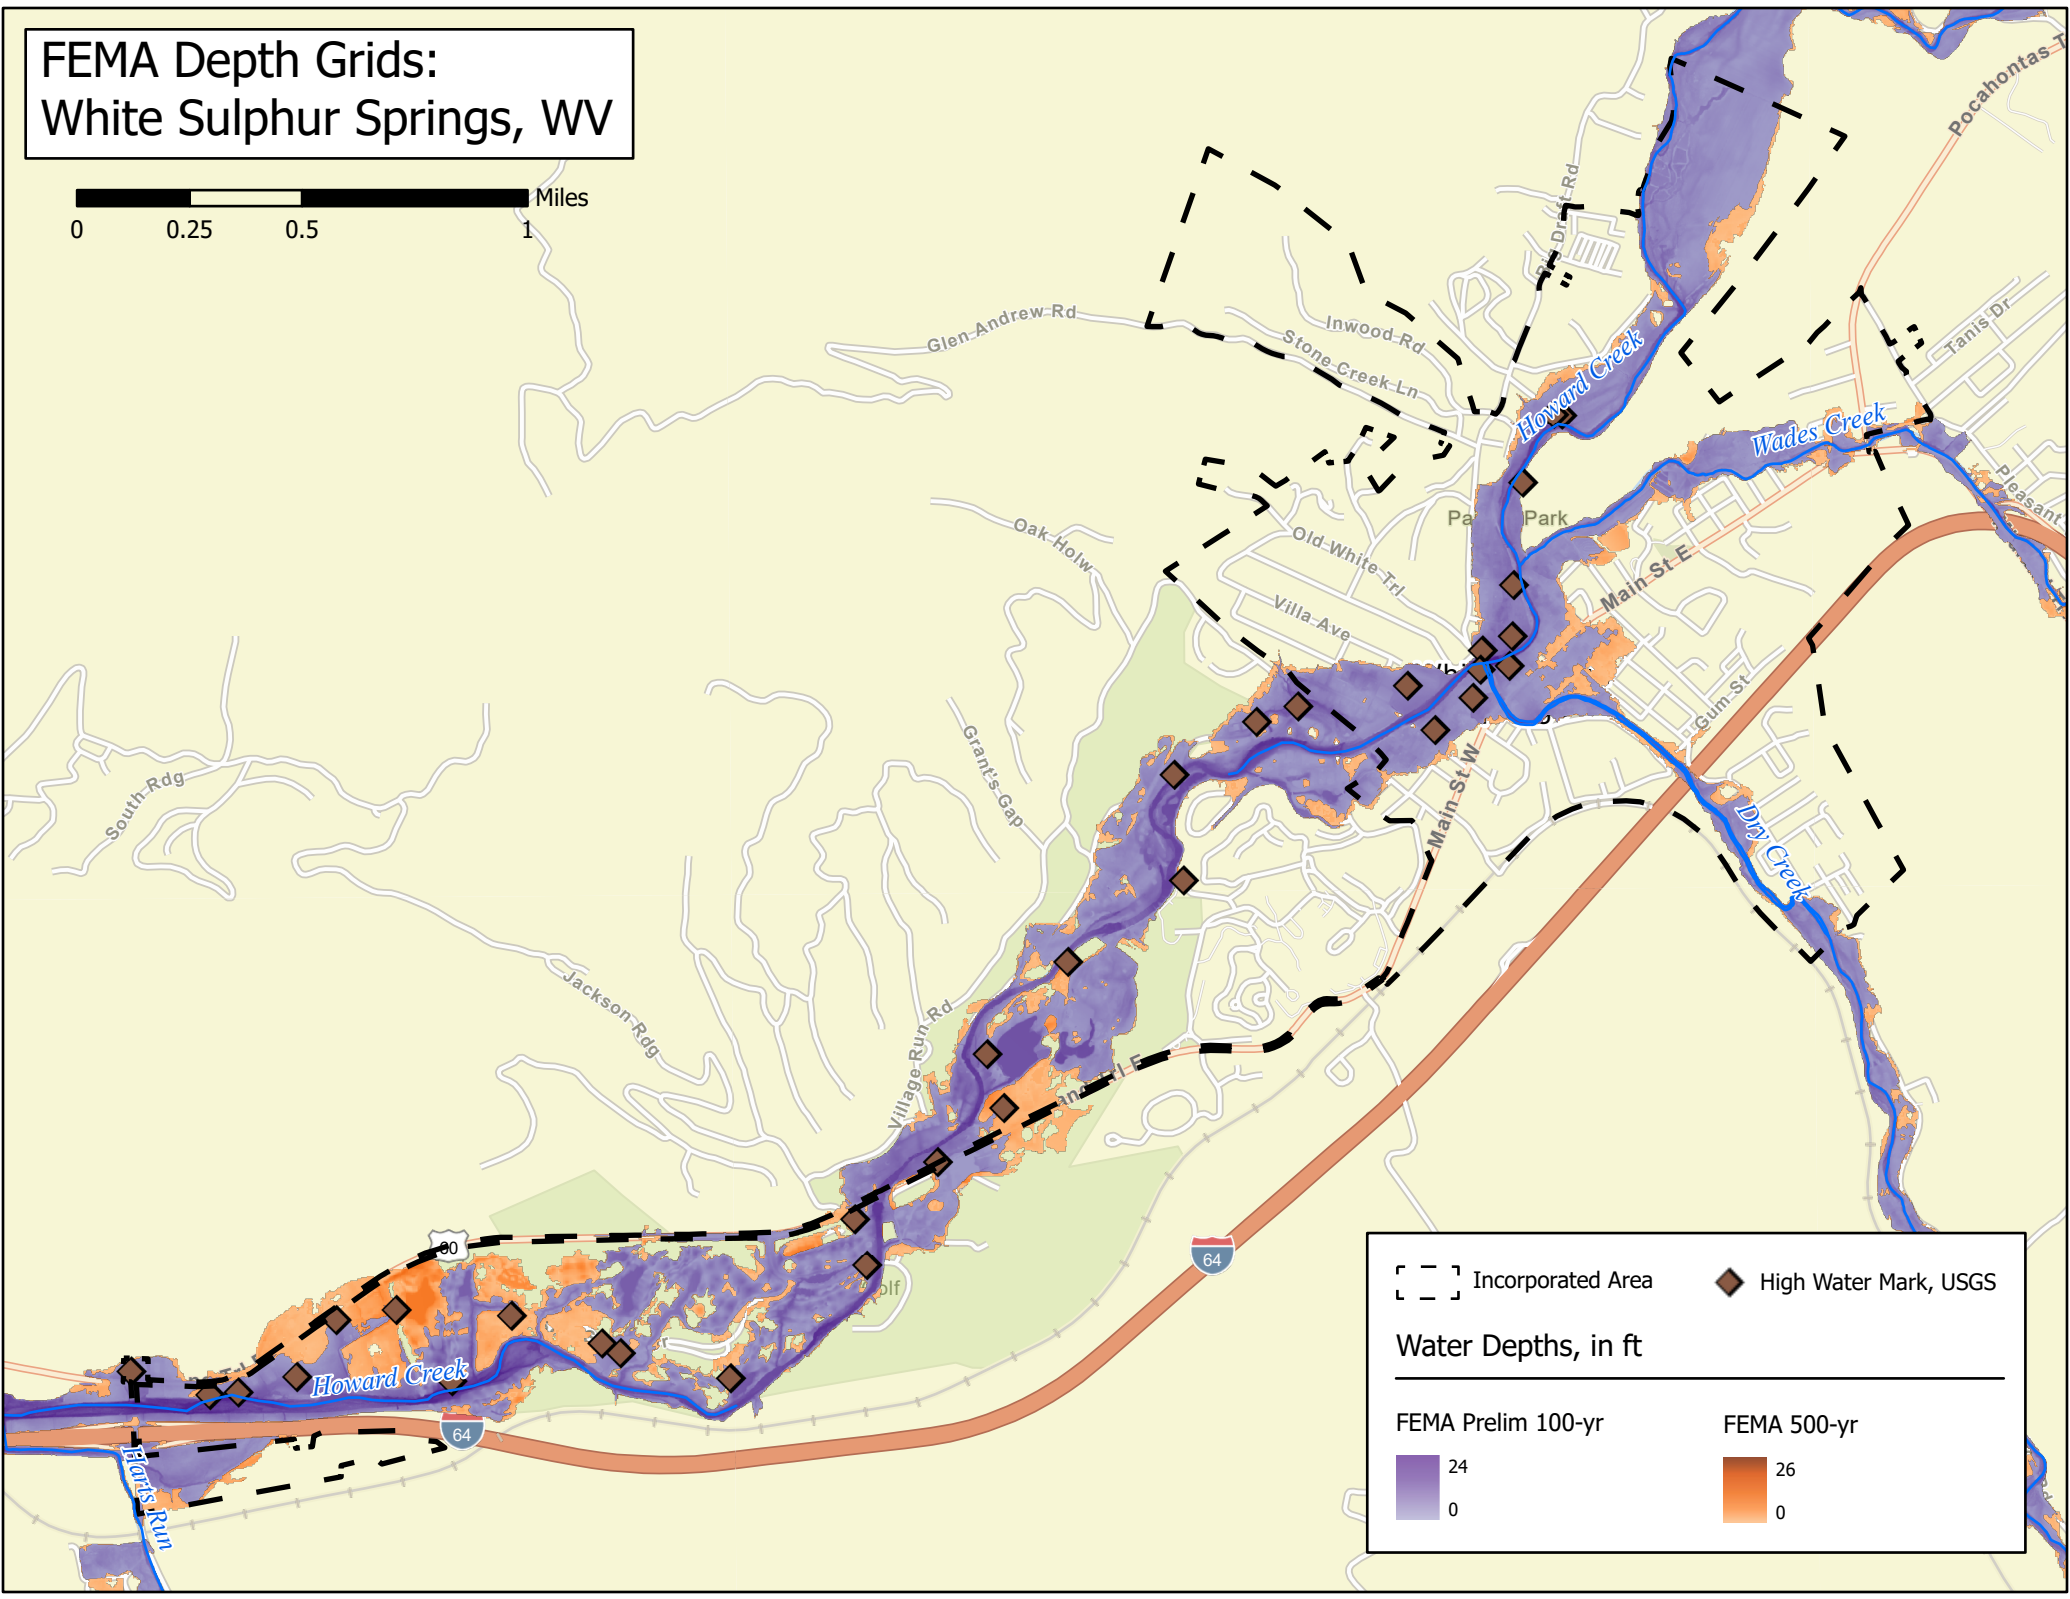 FEMA Depth Grids:
White Sulphur Springs, WV
Miles
0 0.25 0.5 1
Pocahontas
Big Draft Rd
Glen Andrew Rd
Inwood Rd
Stone Creek Ln
Howard Creek
Tanis Dr
Wades Creek
Pleasant
Park
Oak Holw
Old White Trl
Main St E
Villa Ave
Gum St
Grant's Gap
South Rdg
Main St W
Dry Creek
Jackson Rdg
Village Run Rd
64
64
Howard Creek
Harts Run
Incorporated Area
High Water Mark, USGS
Water Depths, in ft
FEMA Prelim 100-yr
24
0
FEMA 500-yr
26
0